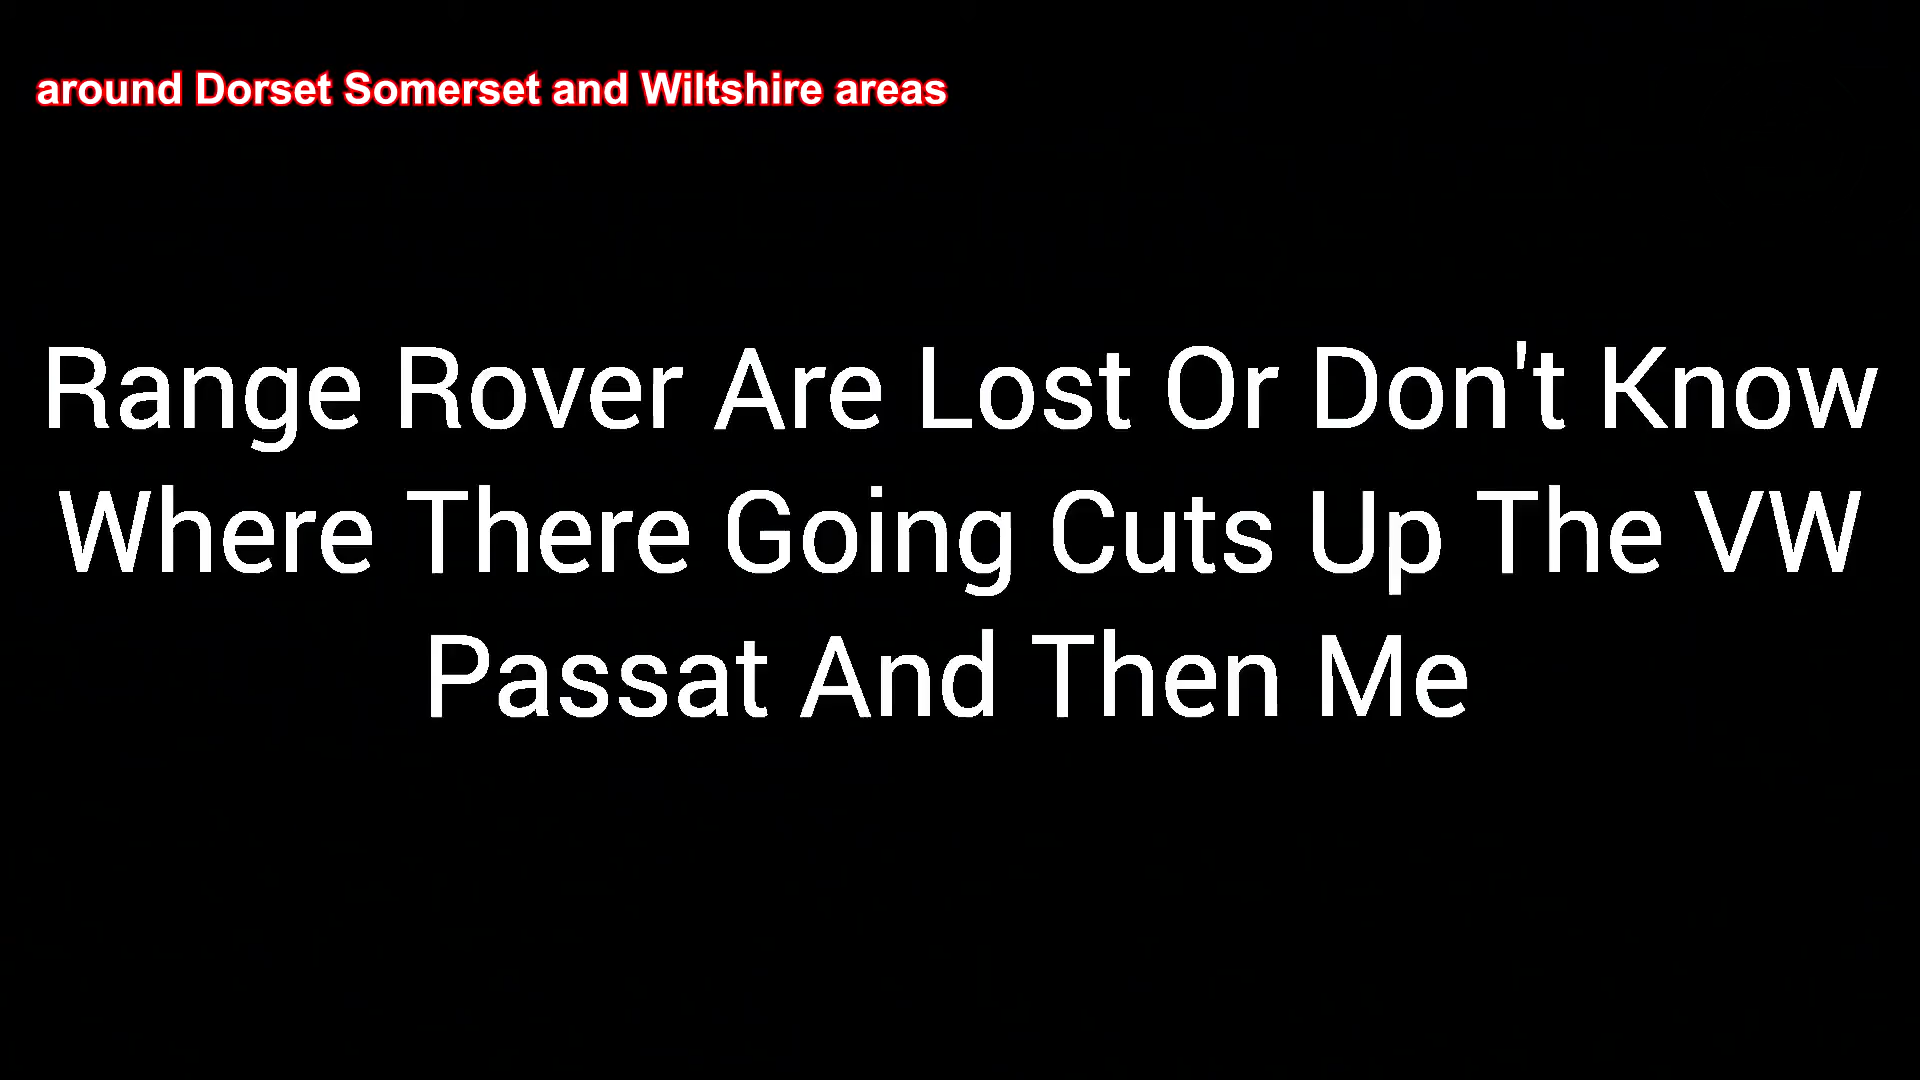 around Dorset Somerset and Wiltshire areas
Range Rover Are Lost Or Don't Know
Where There Going Cuts Up The VW
Passat And Then Me